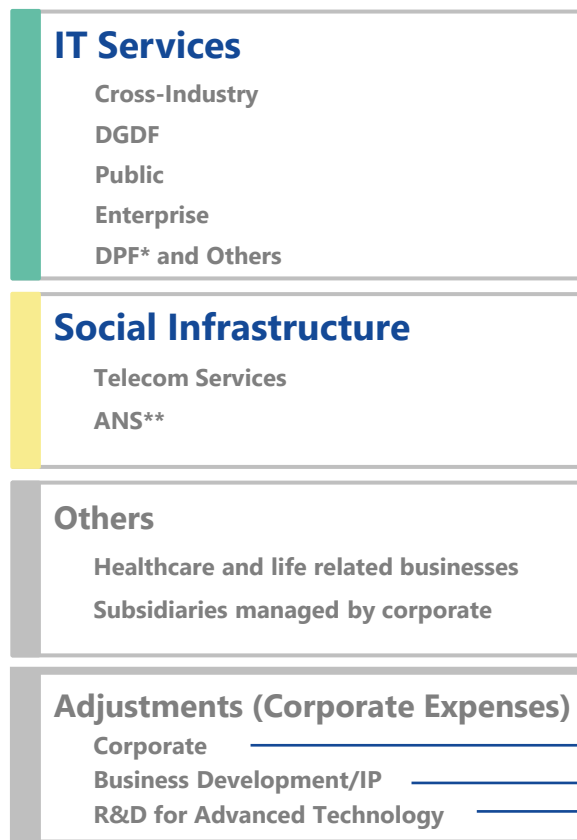 IT Services
Cross-Industry
DGDF
Public
Enterprise
DPF* and Others
Social Infrastructure
Telecom Services
ANS**
Others
Healthcare and life related businesses
Subsidiaries managed by corporate
Adjustments (Corporate Expenses)
Corporate
Business Development/IP
R&D for Advanced Technology